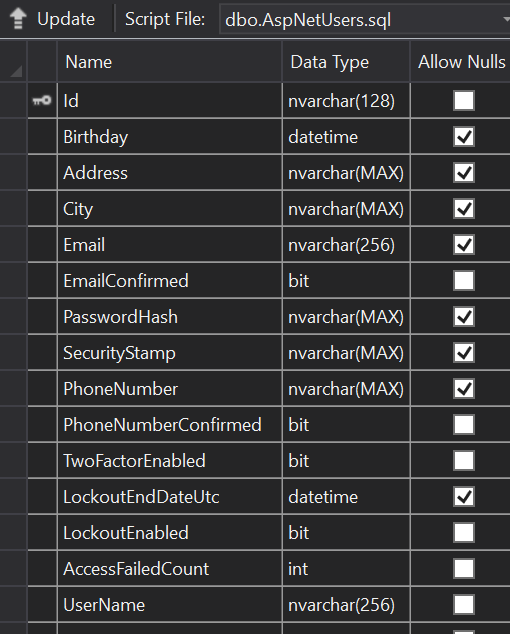 Update Script File: dbo.AspNetUsers.sql
Name Data Type Allow Nulls
Id nvarchar(128)
Birthday datetime
Address nvarchar(MAX)
City nvarchar(MAX)
Email nvarchar(256)
EmailConfirmed bit
PasswordHash nvarchar(MAX)
SecurityStamp nvarchar(MAX)
PhoneNumber nvarchar(MAX)
PhoneNumberConfirmed bit
TwoFactorEnabled bit
LockoutEndDateUtc datetime
LockoutEnabled bit
AccessFailedCount int
UserName nvarchar(256)